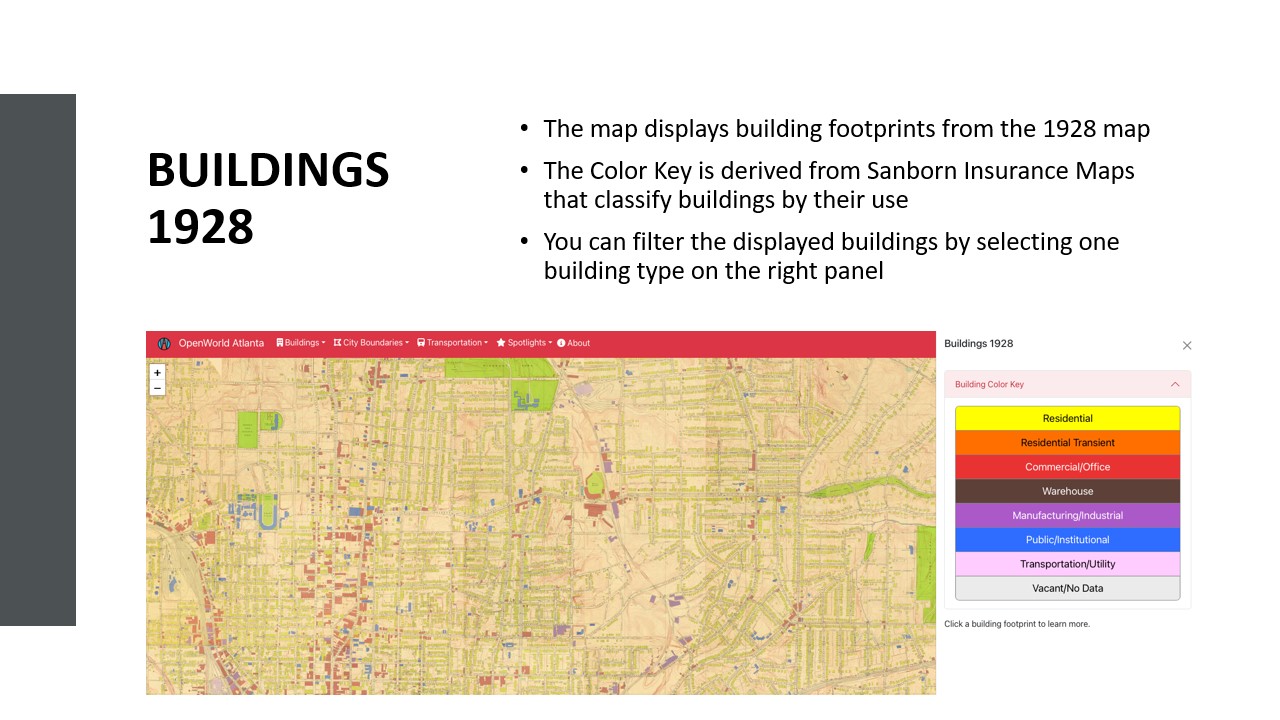 BUILDINGS
1928
• The map displays building footprints from the 1928 map
• The Color Key is derived from Sanborn Insurance Maps
that classify buildings by their use
• You can filter the displayed buildings by selecting one
building type on the right panel
OpenWorld Atlanta Buildings City Boundaries Transportation Spotlights About
+
−
Buildings 1928
Building Color Key
Residential
Residential Transient
Commercial/Office
Warehouse
Manufacturing/Industrial
Public/Institutional
Transportation/Utility
Vacant/No Data
Click a building footprint to learn more.